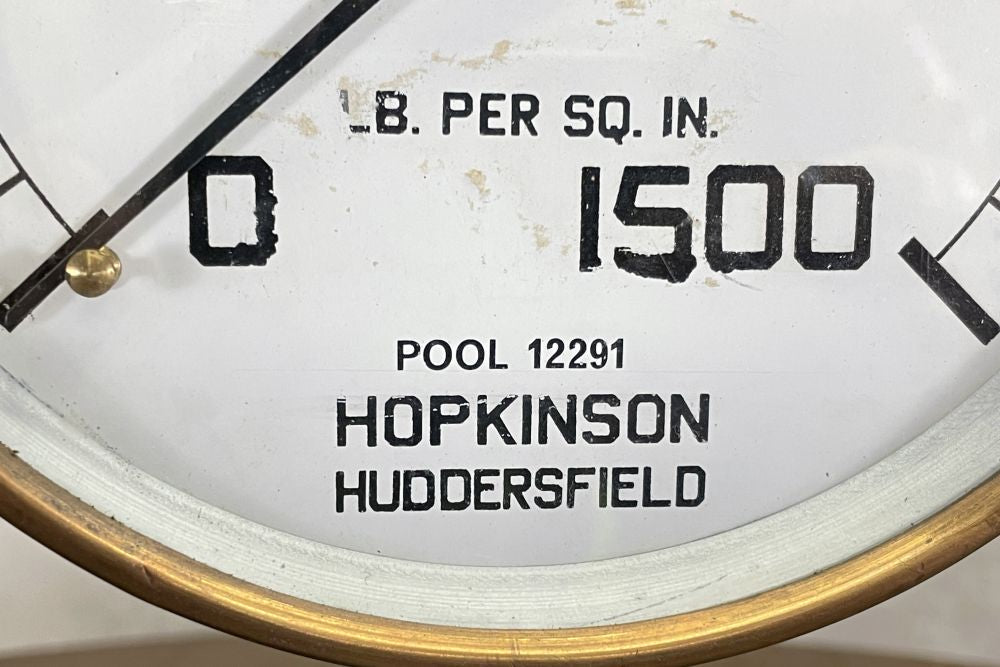 LB. PER SQ. IN.
0 1500
POOL 12291
HOPKINSON
HUDDERSFIELD